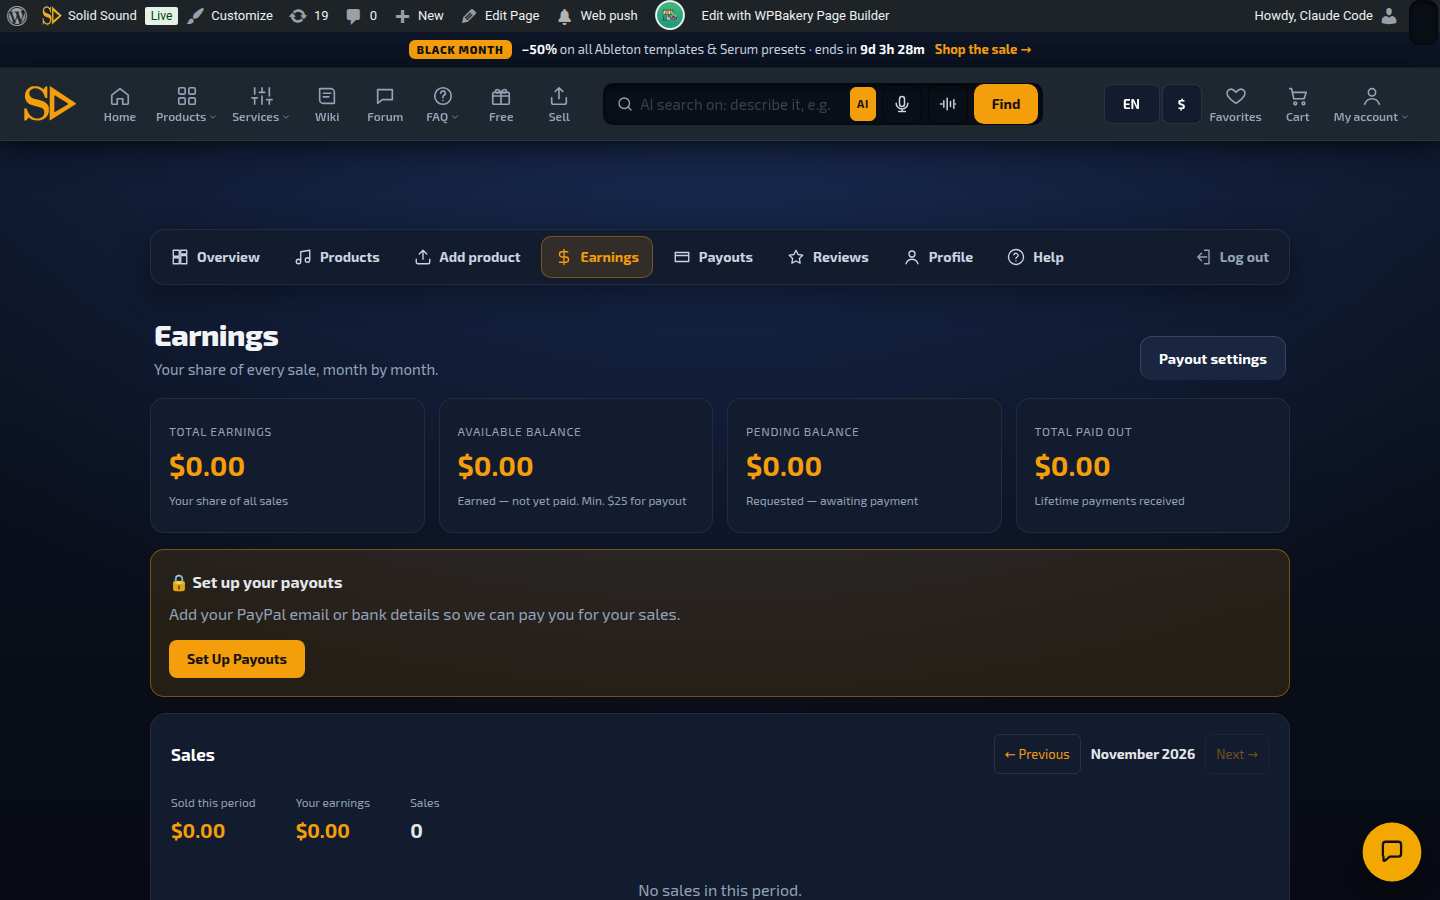 Solid Sound Live Customize 19 0 New Edit Page Web push Edit with WPBakery Page Builder Howdy, Claude Code
BLACK MONTH –50% on all Ableton templates & Serum presets · ends in 9d 3h 28m Shop the sale →
Home Products Services Wiki Forum FAQ Free Sell AI search on: describe it, e.g. AI Find EN $ Favorites Cart My account
Overview Products Add product Earnings Payouts Reviews Profile Help Log out
Earnings
Your share of every sale, month by month.
Payout settings
TOTAL EARNINGS
$0.00
Your share of all sales
AVAILABLE BALANCE
$0.00
Earned — not yet paid. Min. $25 for payout
PENDING BALANCE
$0.00
Requested — awaiting payment
TOTAL PAID OUT
$0.00
Lifetime payments received
🔒 Set up your payouts
Add your PayPal email or bank details so we can pay you for your sales.
Set Up Payouts
Sales
← Previous November 2026 Next →
Sold this period
$0.00
Your earnings
$0.00
Sales
0
No sales in this period.